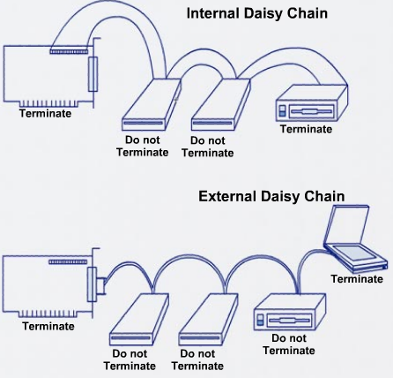 Internal Daisy Chain
Terminate
Do not
Terminate
Do not
Terminate
Terminate
External Daisy Chain
Terminate
Do not
Terminate
Do not
Terminate
Do not
Terminate
Terminate